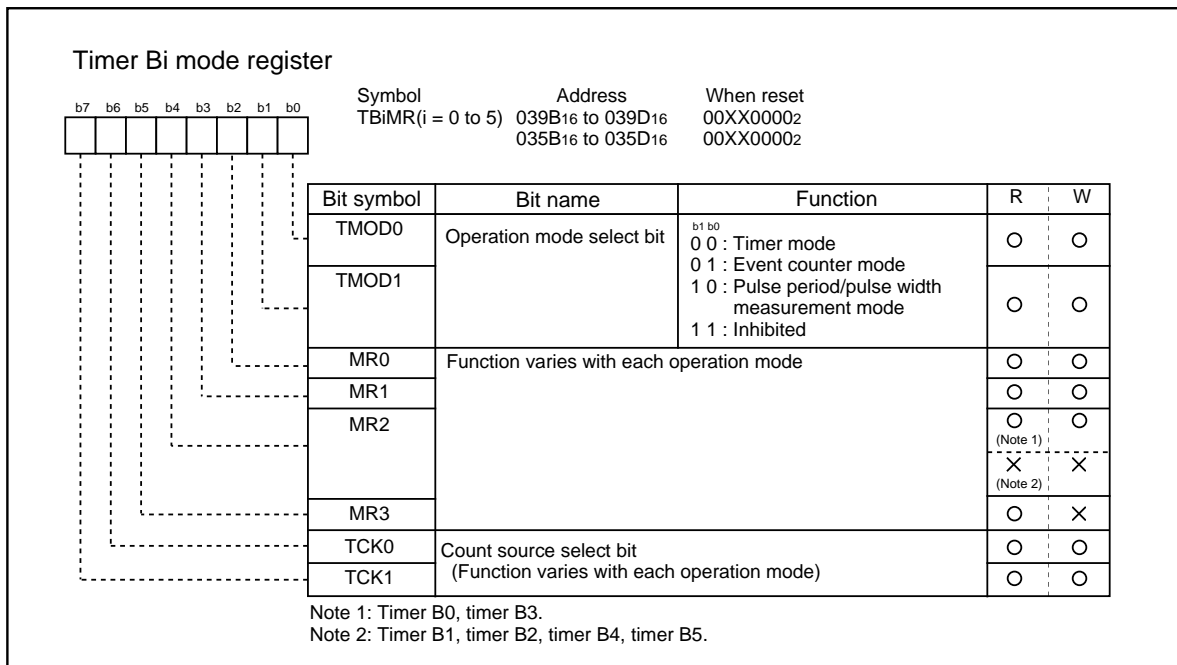 Timer Bi mode register
Symbol Address When reset
TBiMR(i = 0 to 5) 039B16 to 039D16 00XX00002
035B16 to 035D16 00XX00002
b7 b6 b5 b4 b3 b2 b1 b0
Bit symbol Bit name Function R W
TMOD0 Operation mode select bit
b1 b0
0 0 : Timer mode
0 1 : Event counter mode
TMOD1
1 0 : Pulse period/pulse width
measurement mode
1 1 : Inhibited
MR0 Function varies with each operation mode
MR1
MR2
(Note 1)
(Note 2)
MR3
TCK0 Count source select bit
TCK1 (Function varies with each operation mode)
Note 1: Timer B0, timer B3.
Note 2: Timer B1, timer B2, timer B4, timer B5.